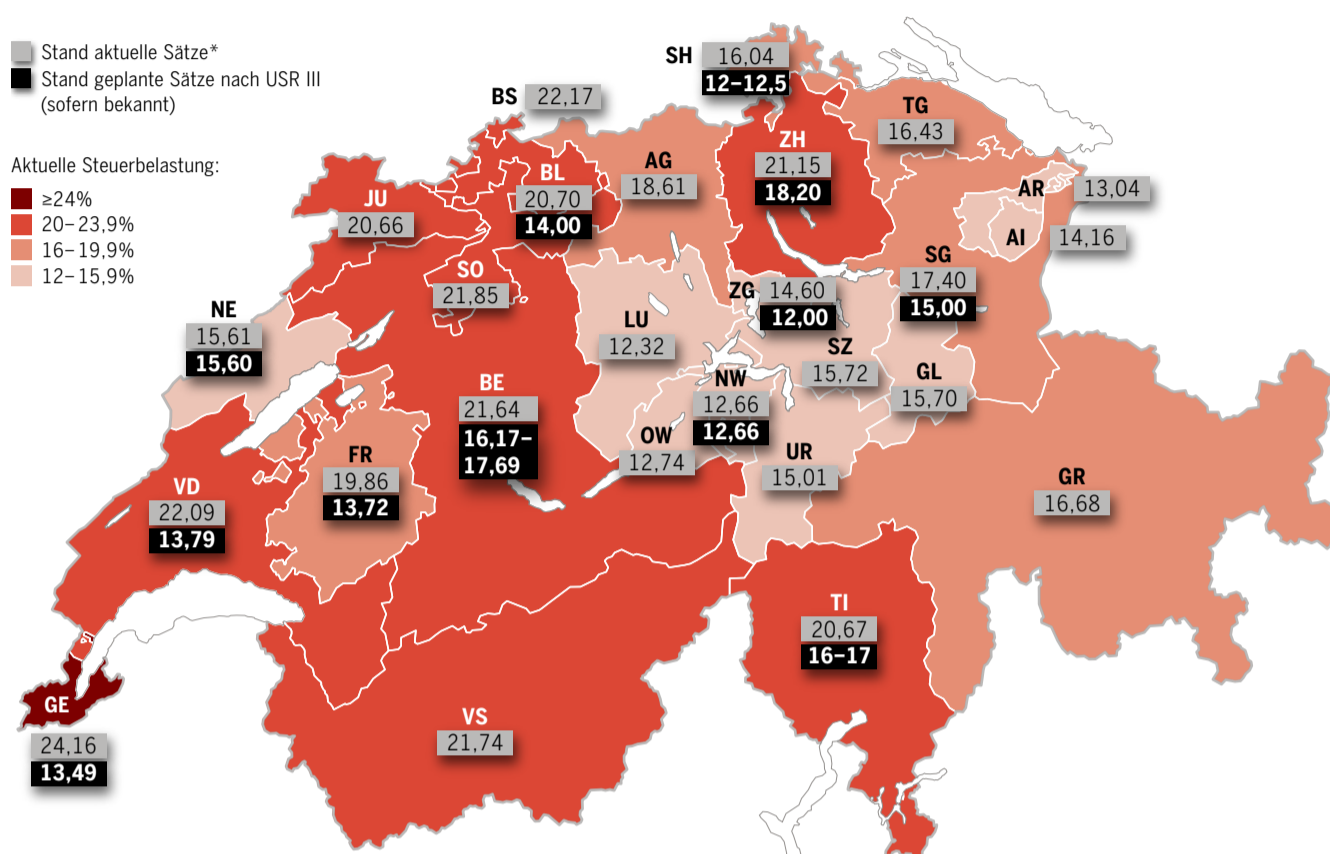 Stand aktuelle Sätze*
Stand geplante Sätze nach USR III
(sofern bekannt)
Aktuelle Steuerbelastung:
≥24%
20–23,9%
16–19,9%
12–15,9%
SH
16,04
12–12,5
BS 22,17
TG
16,43
ZH
21,15
18,20
AG
18,61
BL
20,70
14,00
JU
20,66
AR 13,04
AI 14,16
SO
21,85
SG
17,40
15,00
ZG 14,60
12,00
NE
15,61
15,60
LU
12,32
SZ
15,72
GL
15,70
NW
12,66
12,66
BE
21,64
16,17–
17,69
OW
12,74
UR
15,01
FR
19,86
13,72
GR
16,68
VD
22,09
13,79
TI
20,67
16–17
GE
24,16
13,49
VS
21,74